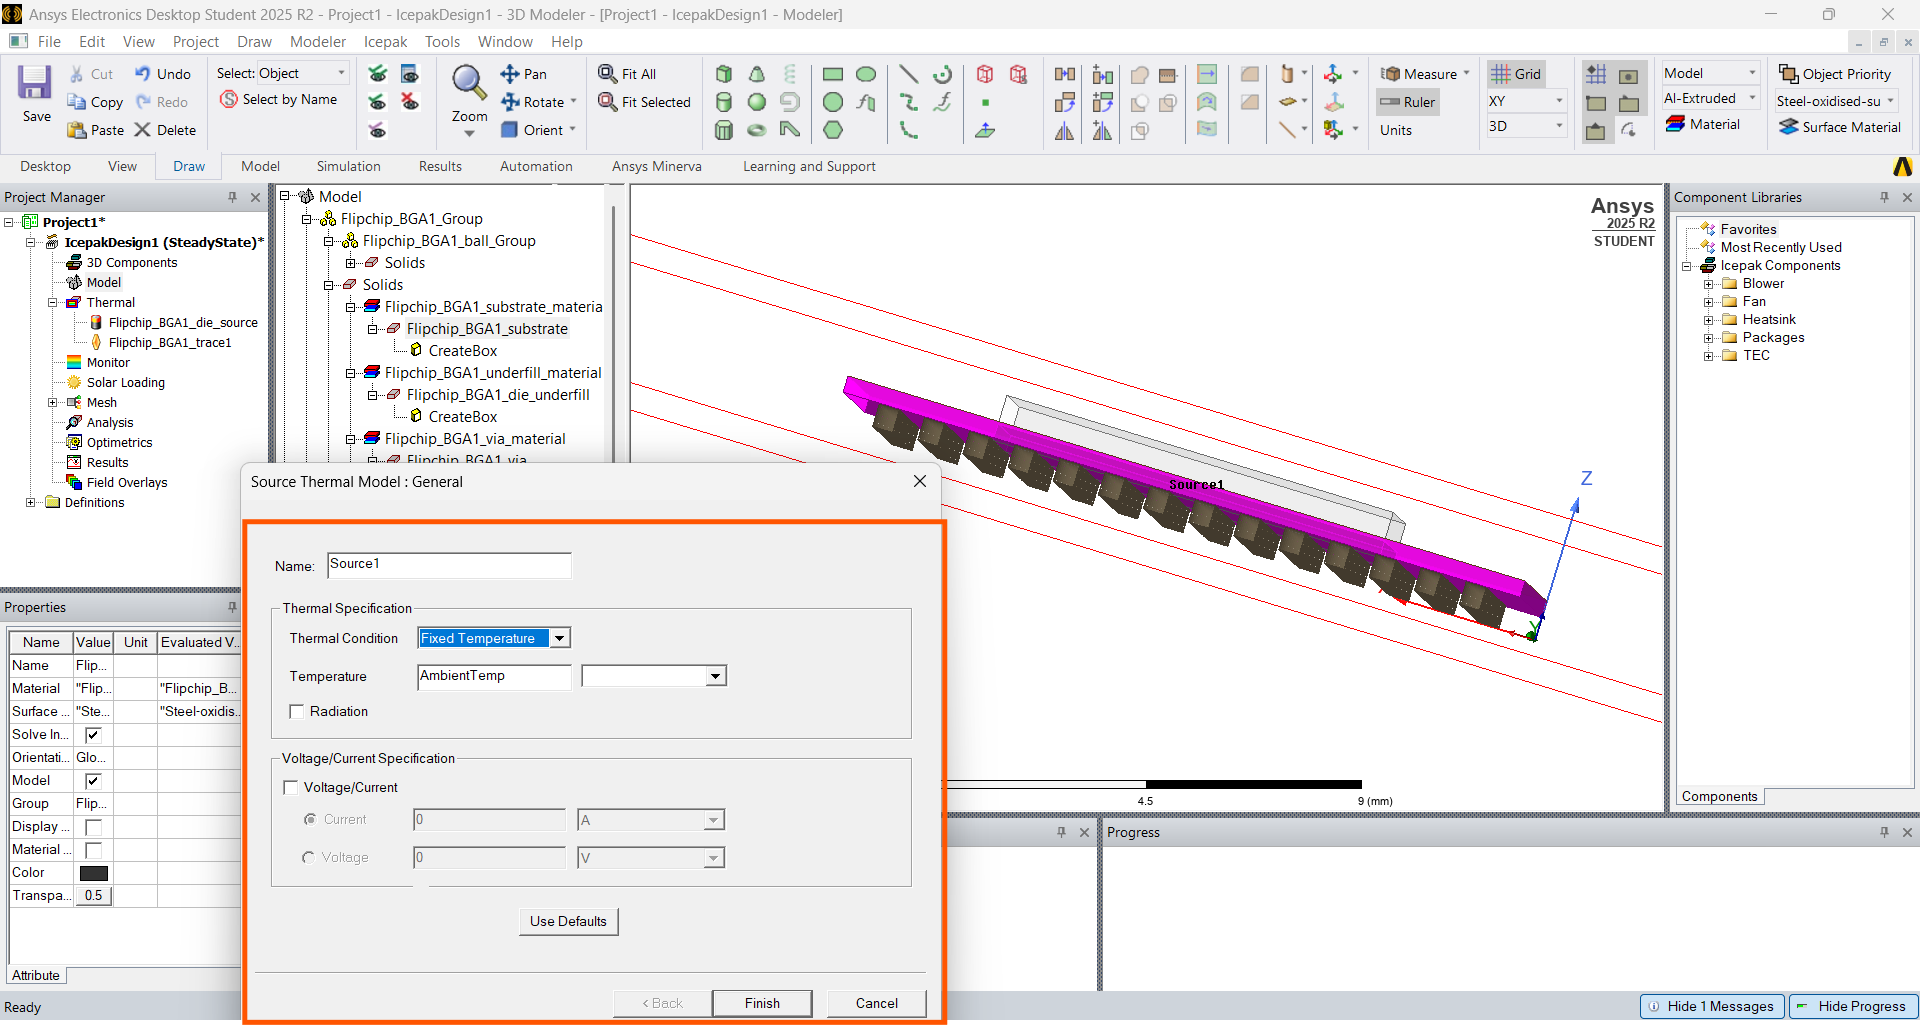 Ansys Electronics Desktop Student 2025 R2 - Project1 - IcepakDesign1 - 3D Modeler - [Project1 - IcepakDesign1 - Modeler]
File Edit View Project Draw Modeler Icepak Tools Window Help
Save
Cut
Copy
Paste
Undo
Redo
Delete
Select: Object
Select by Name
Zoom
Pan
Rotate
Orient
Fit All
Fit Selected
Measure
Ruler
Units
Grid
XY
3D
Model
Al-Extruded
Material
Object Priority
Steel-oxidised-su
Surface Material
Desktop View Draw Model Simulation Results Automation Ansys Minerva Learning and Support
Project Manager
Project1*
IcepakDesign1 (SteadyState)*
3D Components
Model
Thermal
Flipchip_BGA1_die_source
Flipchip_BGA1_trace1
Monitor
Solar Loading
Mesh
Analysis
Optimetrics
Results
Field Overlays
Definitions
Model
Flipchip_BGA1_Group
Flipchip_BGA1_ball_Group
Solids
Solids
Flipchip_BGA1_substrate_materia
Flipchip_BGA1_substrate
CreateBox
Flipchip_BGA1_underfill_material
Flipchip_BGA1_die_underfill
CreateBox
Flipchip_BGA1_via_material
Flipchip_BGA1_via
Ansys
2025 R2
STUDENT
Source1
Z
Y
4.5
9 (mm)
Component Libraries
Favorites
Most Recently Used
Icepak Components
Blower
Fan
Heatsink
Packages
TEC
Components
Properties
Name Value Unit Evaluated V...
Name Flip...
Material "Flip... "Flipchip_B...
Surface ... "Ste... "Steel-oxidis...
Solve In...
Orientati... Glo...
Model
Group Flip...
Display ...
Material ...
Color
Transpa... 0.5
Attribute
Source Thermal Model : General
Name: Source1
Thermal Specification
Thermal Condition Fixed Temperature
Temperature AmbientTemp
Radiation
Voltage/Current Specification
Voltage/Current
Current 0 A
Voltage 0 V
Use Defaults
< Back Finish Cancel
Progress
Ready
Hide 1 Messages
Hide Progress